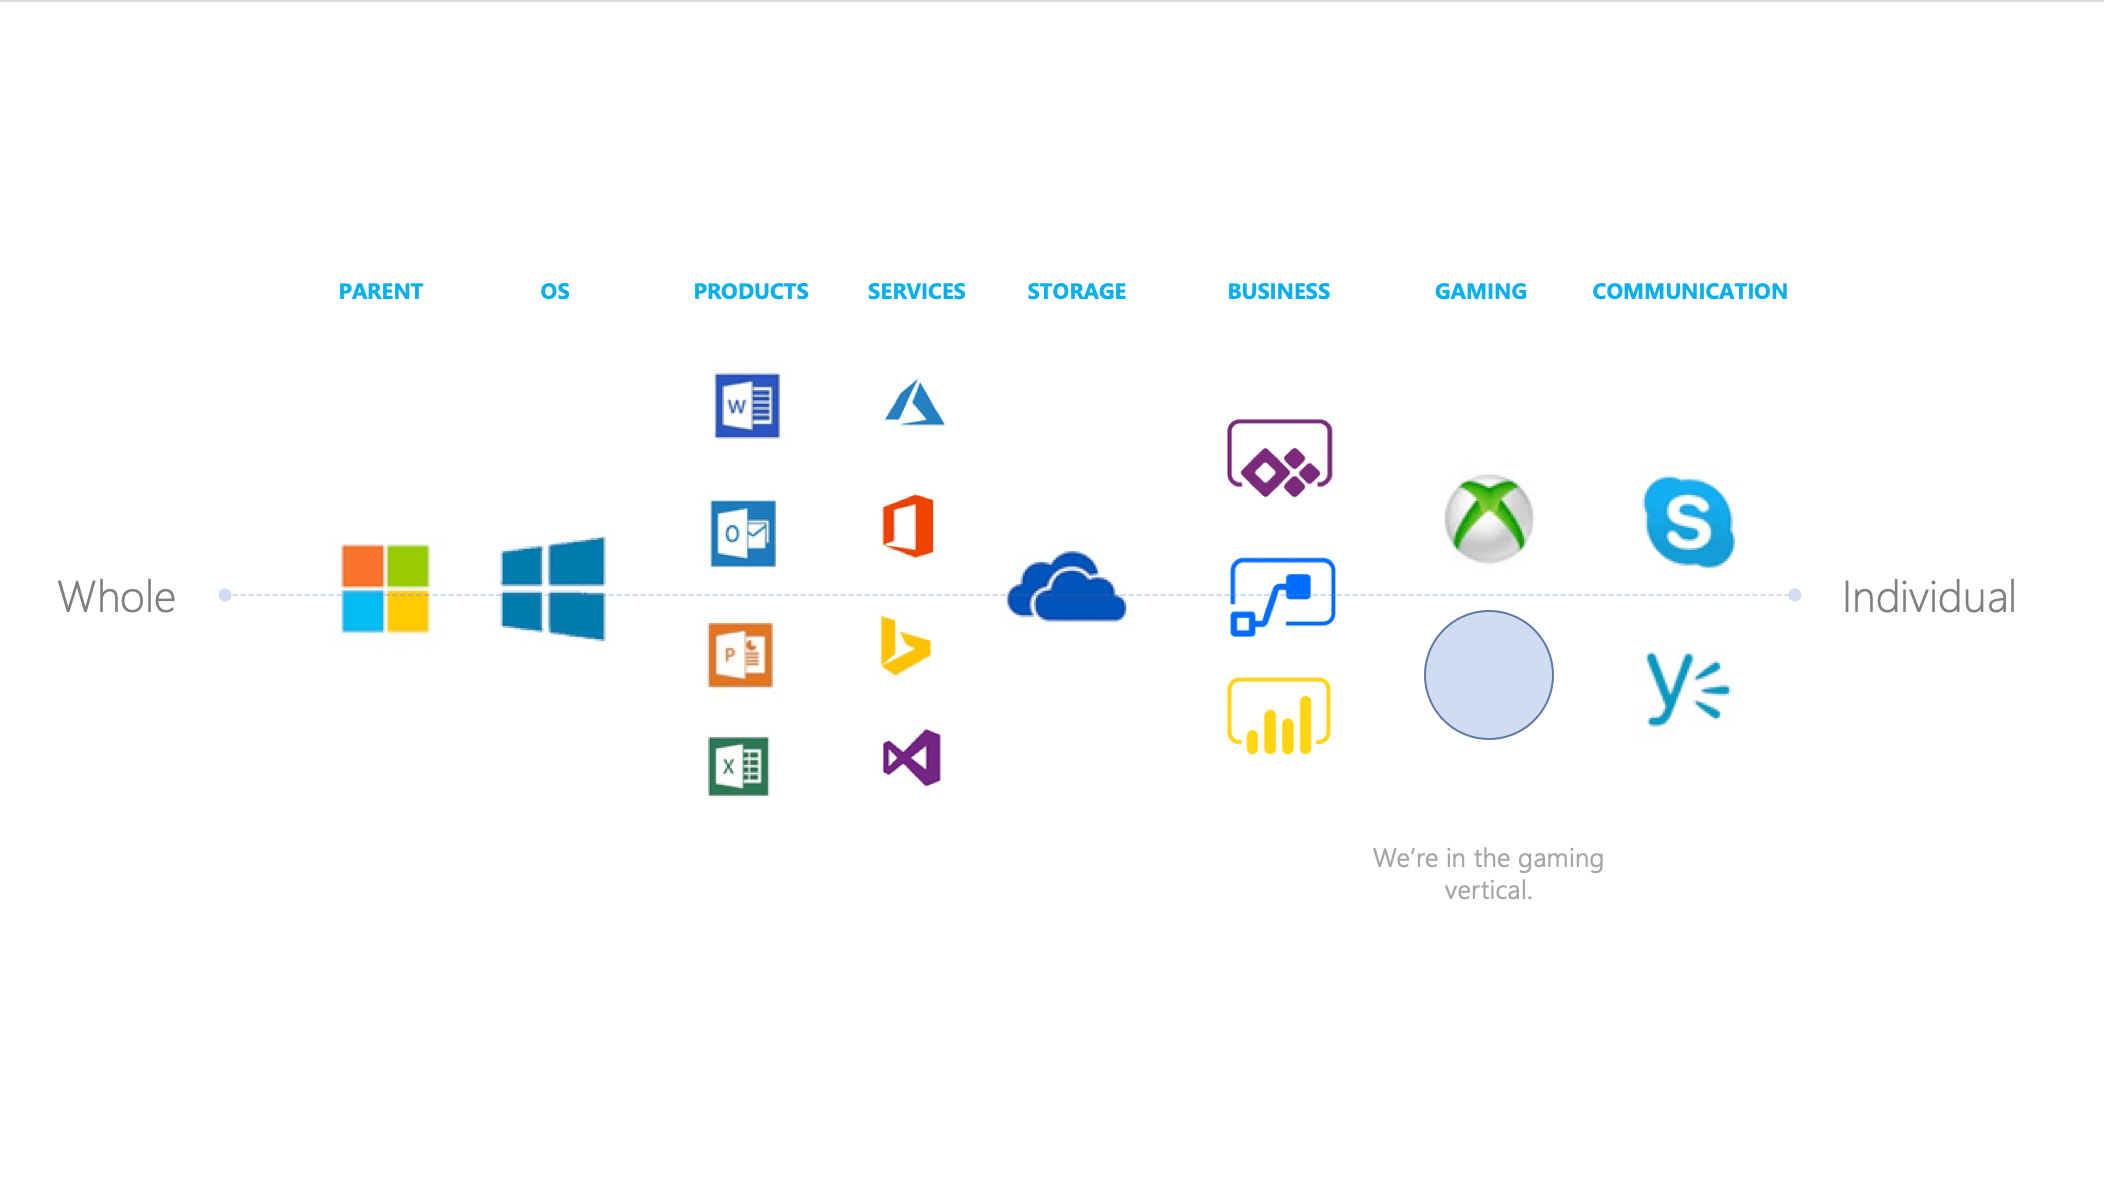 PARENT OS PRODUCTS SERVICES STORAGE BUSINESS GAMING COMMUNICATION
W
O
S
Whole
Individual
P
y
X
We’re in the gaming
vertical.